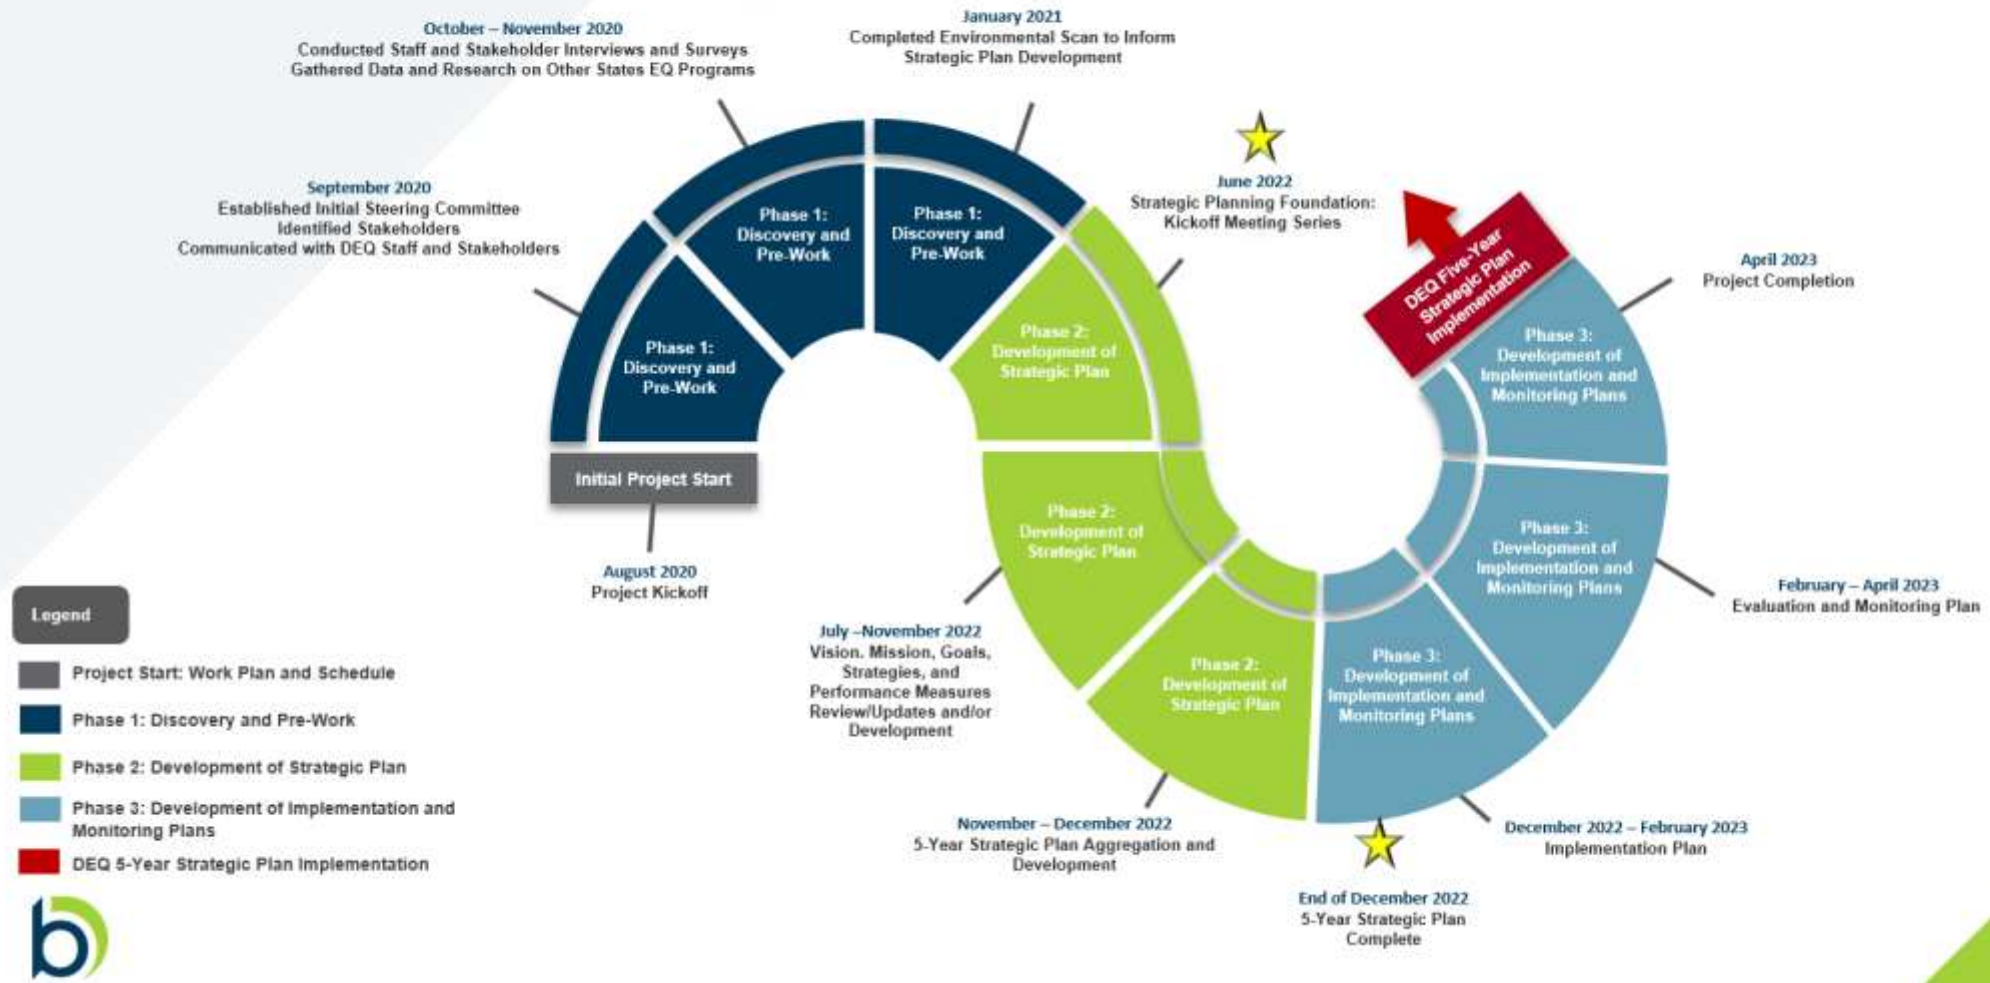 October – November 2020
Conducted Staff and Stakeholder Interviews and Surveys
Gathered Data and Research on Other States EQ Programs
January 2021
Completed Environmental Scan to Inform
Strategic Plan Development
September 2020
Established Initial Steering Committee
Identified Stakeholders
Communicated with DEQ Staff and Stakeholders
June 2022
Strategic Planning Foundation:
Kickoff Meeting Series
April 2023
Project Completion
Phase 1:
Discovery and
Pre-Work
Phase 1:
Discovery and
Pre-Work
Phase 1:
Discovery and
Pre-Work
Phase 2:
Development of
Strategic Plan
DEQ Five-Year
Strategic Plan
Implementation
Phase 3:
Development of
Implementation and
Monitoring Plans
Initial Project Start
August 2020
Project Kickoff
Phase 2:
Development of
Strategic Plan
Phase 3:
Development of
Implementation and
Monitoring Plans
February – April 2023
Evaluation and Monitoring Plan
July –November 2022
Vision. Mission, Goals,
Strategies, and
Performance Measures
Review/Updates and/or
Development
Phase 2:
Development of
Strategic Plan
Phase 3:
Development of
Implementation and
Monitoring Plans
November – December 2022
5-Year Strategic Plan Aggregation and
Development
December 2022 – February 2023
Implementation Plan
End of December 2022
5-Year Strategic Plan
Complete
Legend
Project Start: Work Plan and Schedule
Phase 1: Discovery and Pre-Work
Phase 2: Development of Strategic Plan
Phase 3: Development of Implementation and
Monitoring Plans
DEQ 5-Year Strategic Plan Implementation
b